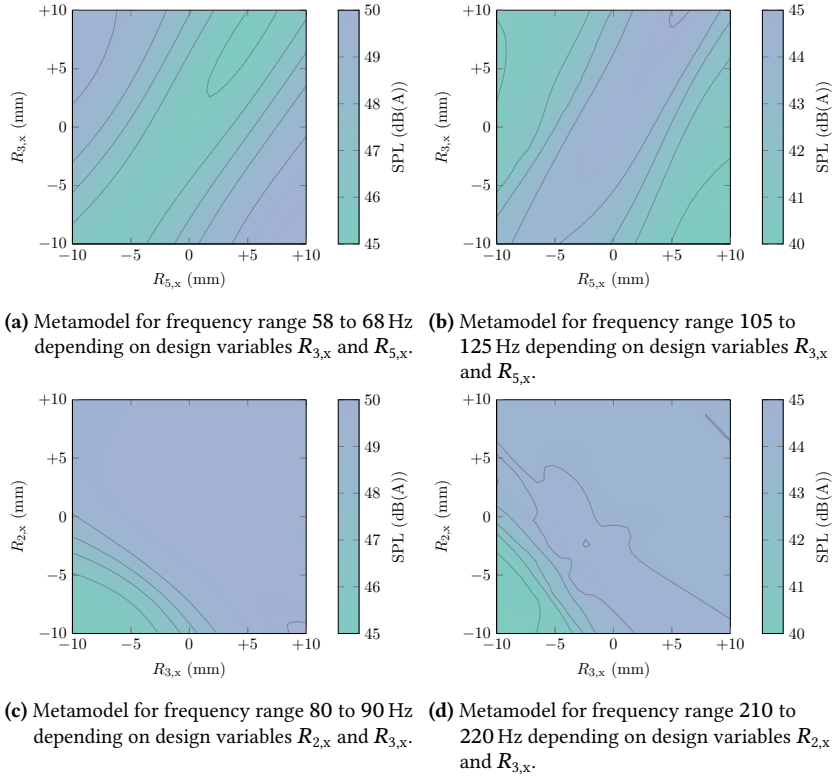 +10
+5
0
−5
−10
−10
−5
0
+5
+10
R3,x (mm)
R5,x (mm)
50
49
48
47
46
45
SPL (dB(A))
+10
+5
0
−5
−10
−10
−5
0
+5
+10
R3,x (mm)
R5,x (mm)
45
44
43
42
41
40
SPL (dB(A))
(a) Metamodel for frequency range 58 to 68 Hz
depending on design variables R3,x and R5,x.
(b) Metamodel for frequency range 105 to
125 Hz depending on design variables R3,x
and R5,x.
+10
+5
0
−5
−10
−10
−5
0
+5
+10
R2,x (mm)
R3,x (mm)
50
49
48
47
46
45
SPL (dB(A))
+10
+5
0
−5
−10
−10
−5
0
+5
+10
R2,x (mm)
R3,x (mm)
45
44
43
42
41
40
SPL (dB(A))
(c) Metamodel for frequency range 80 to 90 Hz
depending on design variables R2,x and R3,x.
(d) Metamodel for frequency range 210 to
220 Hz depending on design variables R2,x
and R3,x.